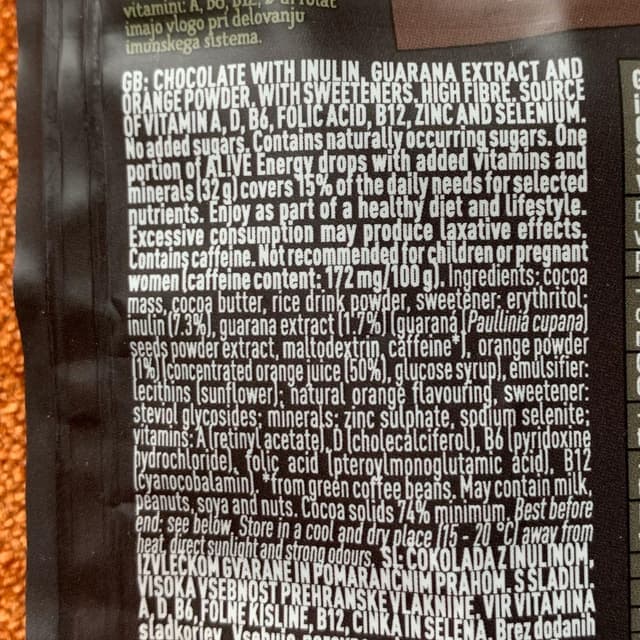 vitamini: A, B6, B12, D in folat
imajo vlogo pri delovanju
imunskega sistema.
GB: CHOCOLATE WITH INULIN, GUARANA EXTRACT AND
ORANGE POWDER, WITH SWEETENERS. HIGH FIBRE. SOURCE
OF VITAMIN A, D, B6, FOLIC ACID, B12, ZINC AND SELENIUM.
No added sugars. Contains naturally occurring sugars. One
portion of ALIVE Energy drops with added vitamins and
minerals (32 g) covers 15% of the daily needs for selected
nutrients. Enjoy as part of a healthy diet and lifestyle.
Excessive consumption may produce laxative effects.
Contains caffeine. Not recommended for children or pregnant
women (caffeine content: 172 mg/100 g). Ingredients: cocoa
mass, cocoa butter, rice drink powder, sweetener: erythritol;
inulin (7.3%), guarana extract (1.7%) (guarana (Paullinia cupana)
seeds powder extract, maltodextrin, caffeine*), orange powder
(1%) (concentrated orange juice (50%), glucose syrup), emulsifier:
lecithins (sunflower); natural orange flavouring, sweetener:
steviol glycosides; minerals: zinc sulphate, sodium selenite;
vitamins: A (retinyl acetate), D (cholecalciferol), B6 (pyridoxine
hydrochloride), folic acid (pteroylmonoglutamic acid), B12
(cyanocobalamin). *from green coffee beans. May contain milk,
peanuts, soya and nuts. Cocoa solids 74% minimum. Best before
end: see below. Store in a cool and dry place (15 - 20 °C) away from
heat, direct sunlight and strong odours. SL: ČOKOLADA Z INULINOM,
IZVLEČKOM GVARANE IN POMARANČNIM PRAHOM, S SLADILI.
VISOKA VSEBNOST PREHRANSKE VLAKNINE. VIR VITAMINA
A, D, B6, FOLNE KISLINE, B12, CINKA IN SELENA. Brez dodanih
sladkorjev. Vsebuje